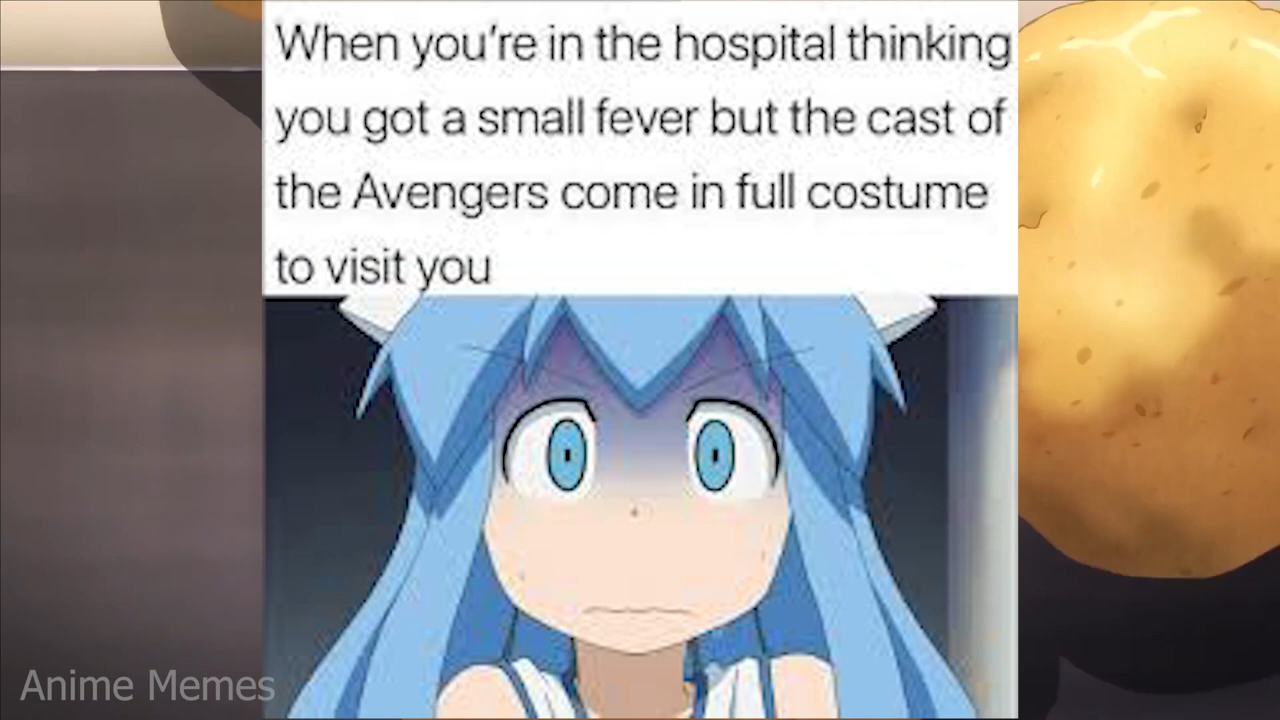 When you're in the hospital thinking
you got a small fever but the cast of
the Avengers come in full costume
to visit you
Anime Memes